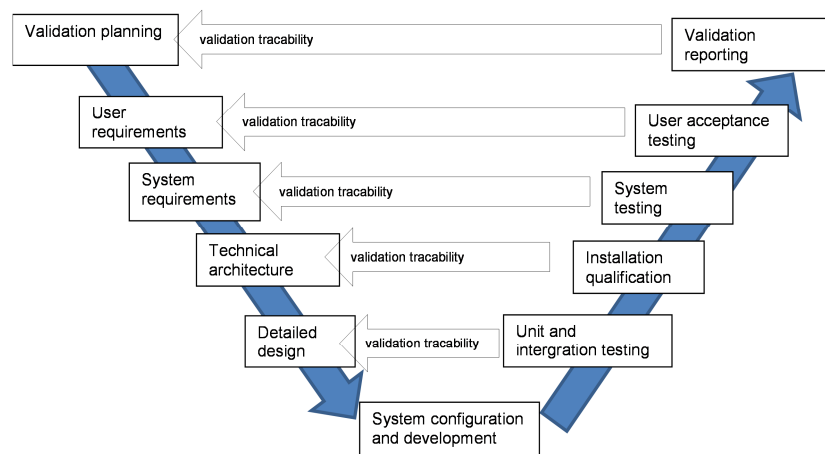 Validation planning
validation tracability
Validation
reporting
User
requirements
validation tracability
User acceptance
testing
System
requirements
validation tracability
System
testing
Technical
architecture
validation tracability
Installation
qualification
Detailed
design
validation tracability
Unit and
intergration testing
System configuration
and development